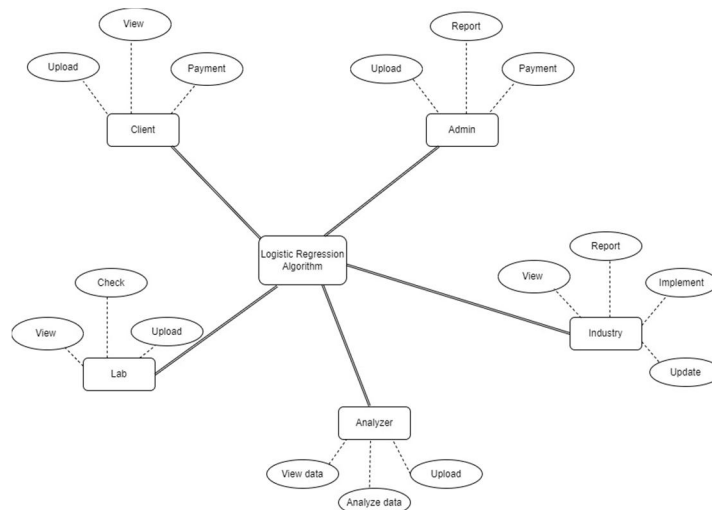 View
Upload
Payment
Client
Report
Upload
Payment
Admin
Logistic Regression
Algorithm
Report
View
Implement
Industry
Update
Check
View
Upload
Lab
Analyzer
View data
Upload
Analyze data